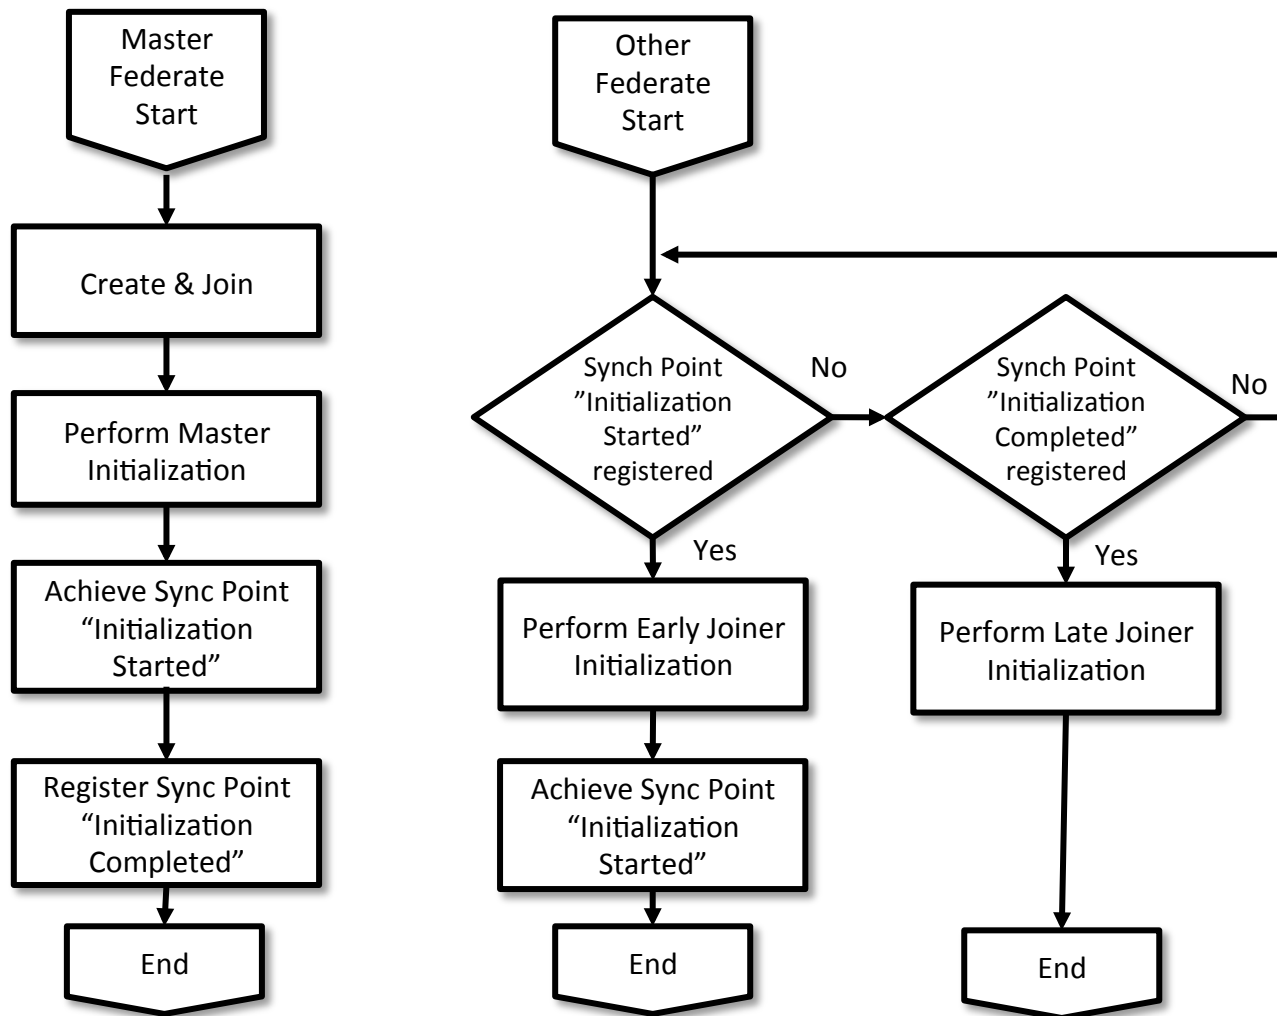 Master
Federate
Start
Create & Join
Perform Master
Initialization
Achieve Sync Point
“Initialization
Started”
Register Sync Point
“Initialization
Completed”
End
Other
Federate
Start
Synch Point
”Initialization
Started”
registered
No
Yes
Perform Early Joiner
Initialization
Achieve Sync Point
“Initialization
Started”
End
Synch Point
”Initialization
Completed”
registered
No
Yes
Perform Late Joiner
Initialization
End